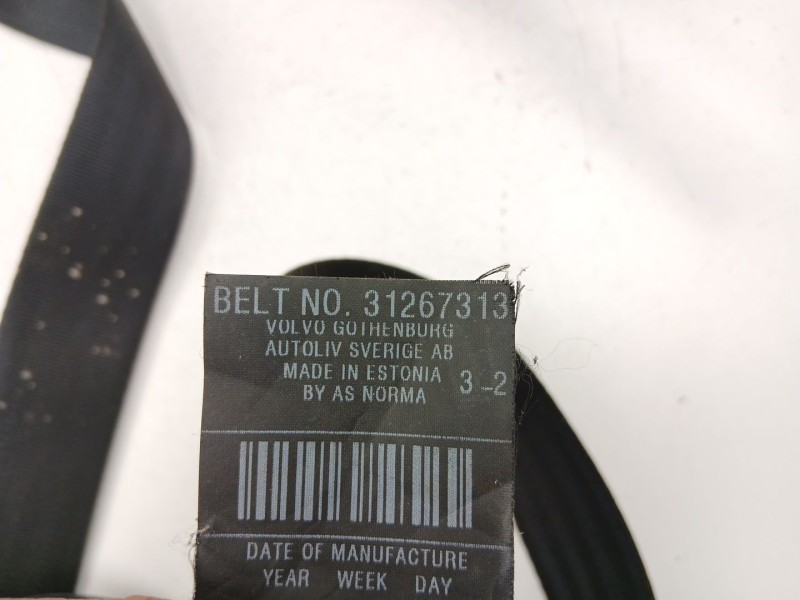 BELT NO. 31267313
VOLVO GOTHENBURG
AUTOLIV SVERIGE AB
MADE IN ESTONIA 3-2
BY AS NORMA
DATE OF MANUFACTURE
YEAR WEEK DAY